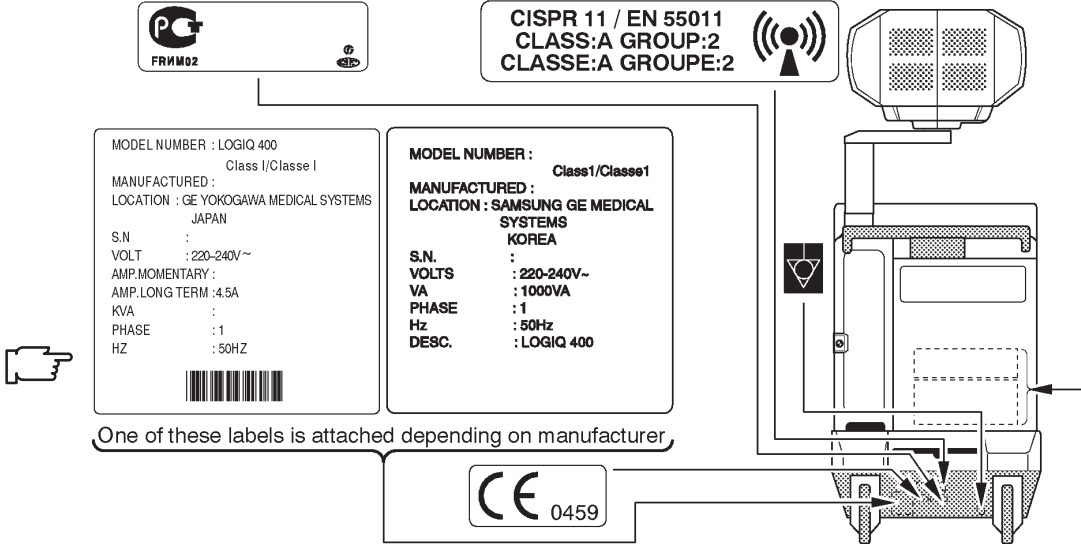 FRИM02
CISPR 11 / EN 55011
CLASS:A GROUP:2
CLASSE:A GROUPE:2
MODEL NUMBER : LOGIQ 400
Class I/Classe I
MANUFACTURED :
LOCATION : GE YOKOGAWA MEDICAL SYSTEMS
JAPAN
S.N :
VOLT : 220–240V~
AMP.MOMENTARY :
AMP.LONG TERM :4.5A
KVA :
PHASE : 1
HZ : 50HZ
MODEL NUMBER :
Class1/Classe1
MANUFACTURED :
LOCATION : SAMSUNG GE MEDICAL
SYSTEMS
KOREA
S.N. :
VOLTS : 220-240V~
VA : 1000VA
PHASE : 1
Hz : 50Hz
DESC. : LOGIQ 400
One of these labels is attached depending on manufacturer
CE 0459